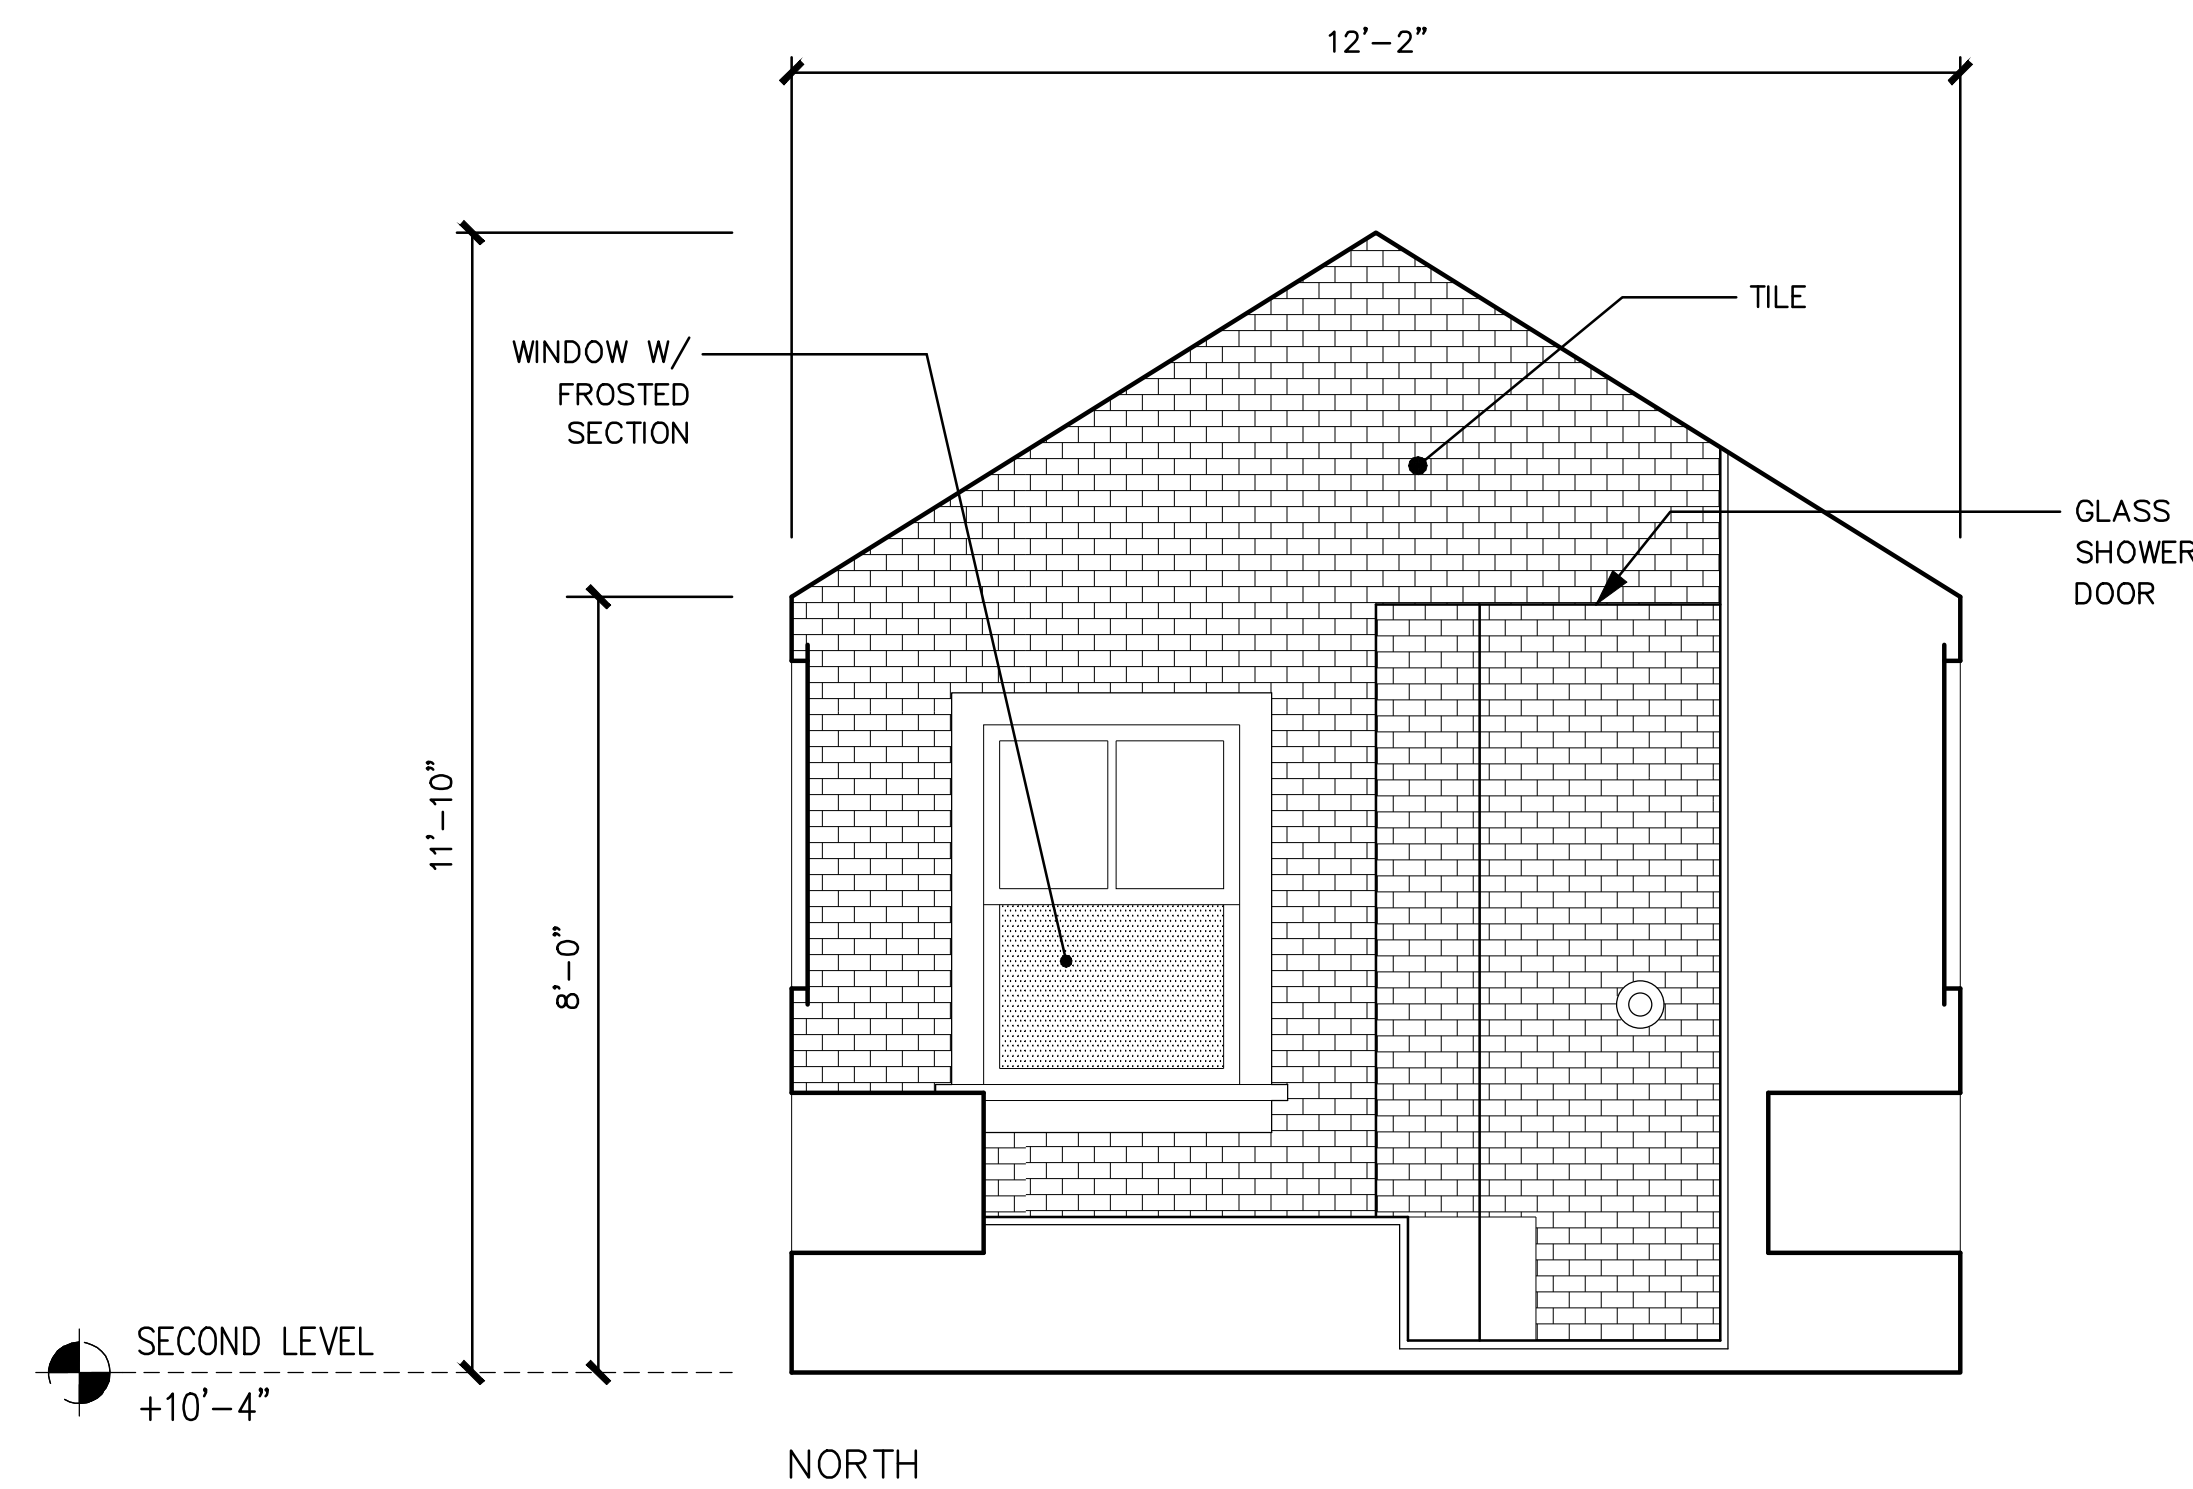 12'-2"
TILE
WINDOW W/
FROSTED
SECTION
GLASS
SHOWER
DOOR
11'-10"
8'-0"
SECOND LEVEL
+10'-4"
NORTH